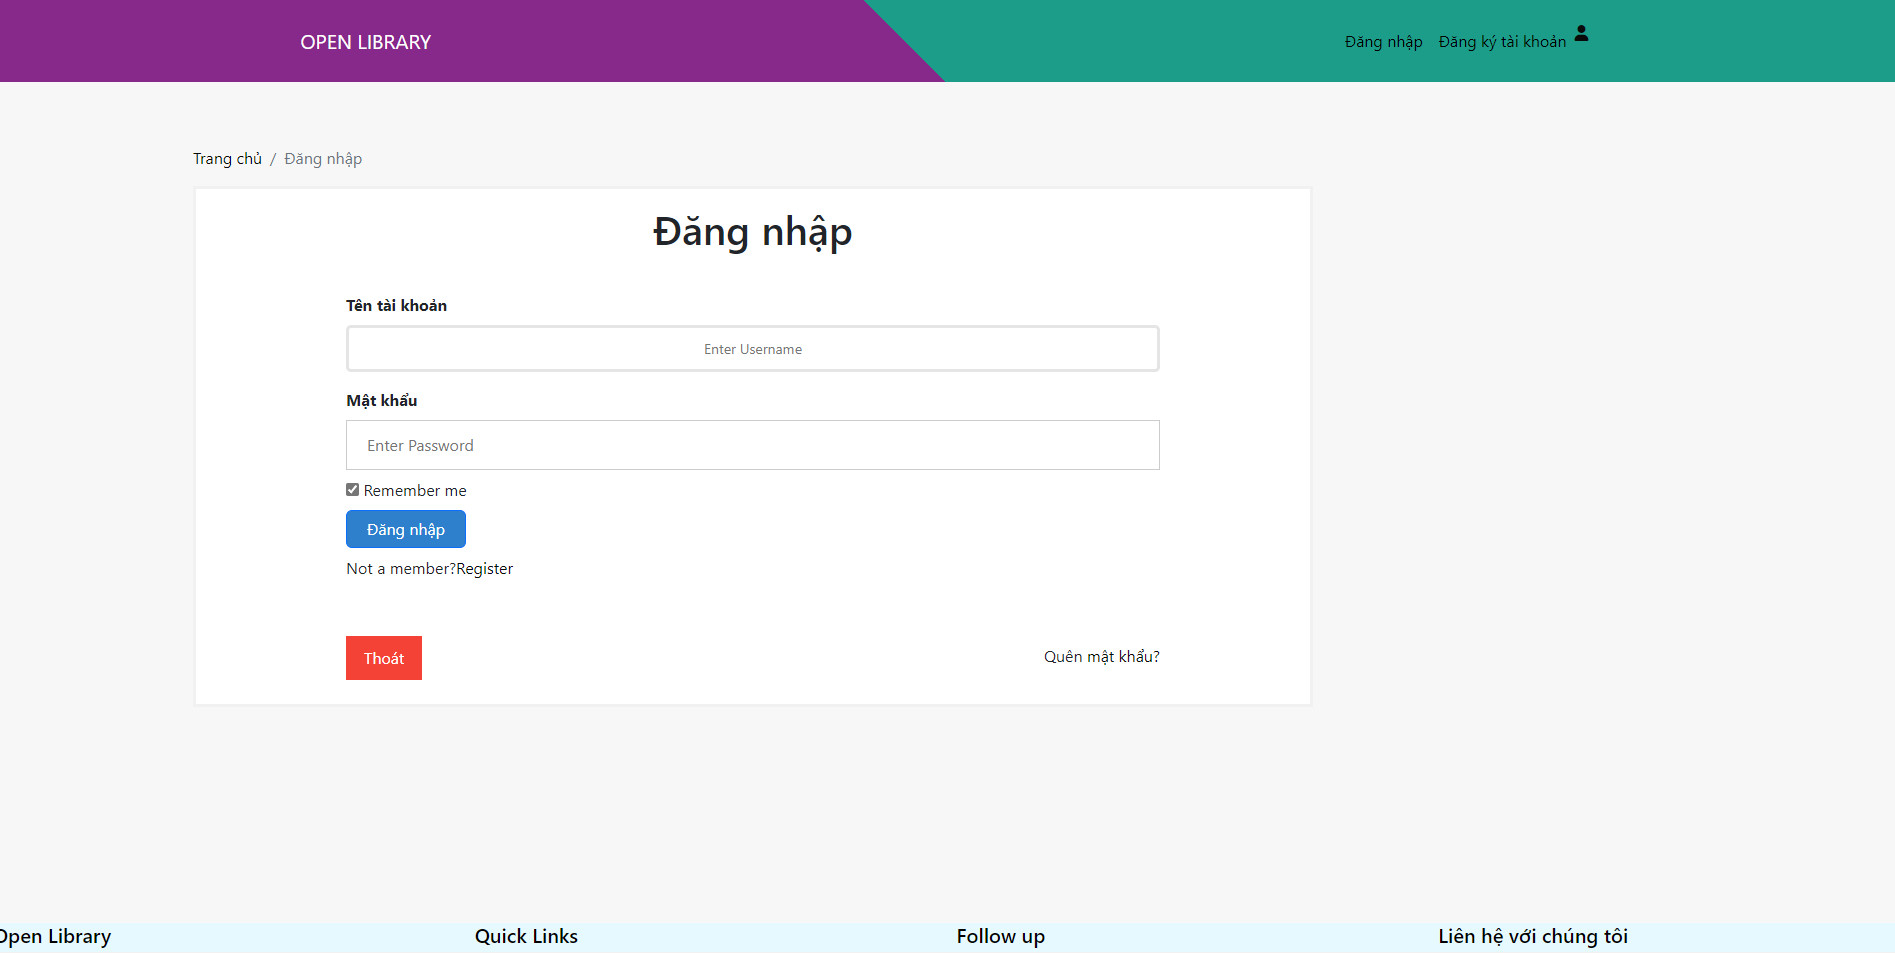 OPEN LIBRARY
Đăng nhập Đăng ký tài khoản
Trang chủ / Đăng nhập
Đăng nhập
Tên tài khoản
Enter Username
Mật khẩu
Enter Password
Remember me
Đăng nhập
Not a member?Register
Thoát
Quên mật khẩu?
Open Library
Quick Links
Follow up
Liên hệ với chúng tôi